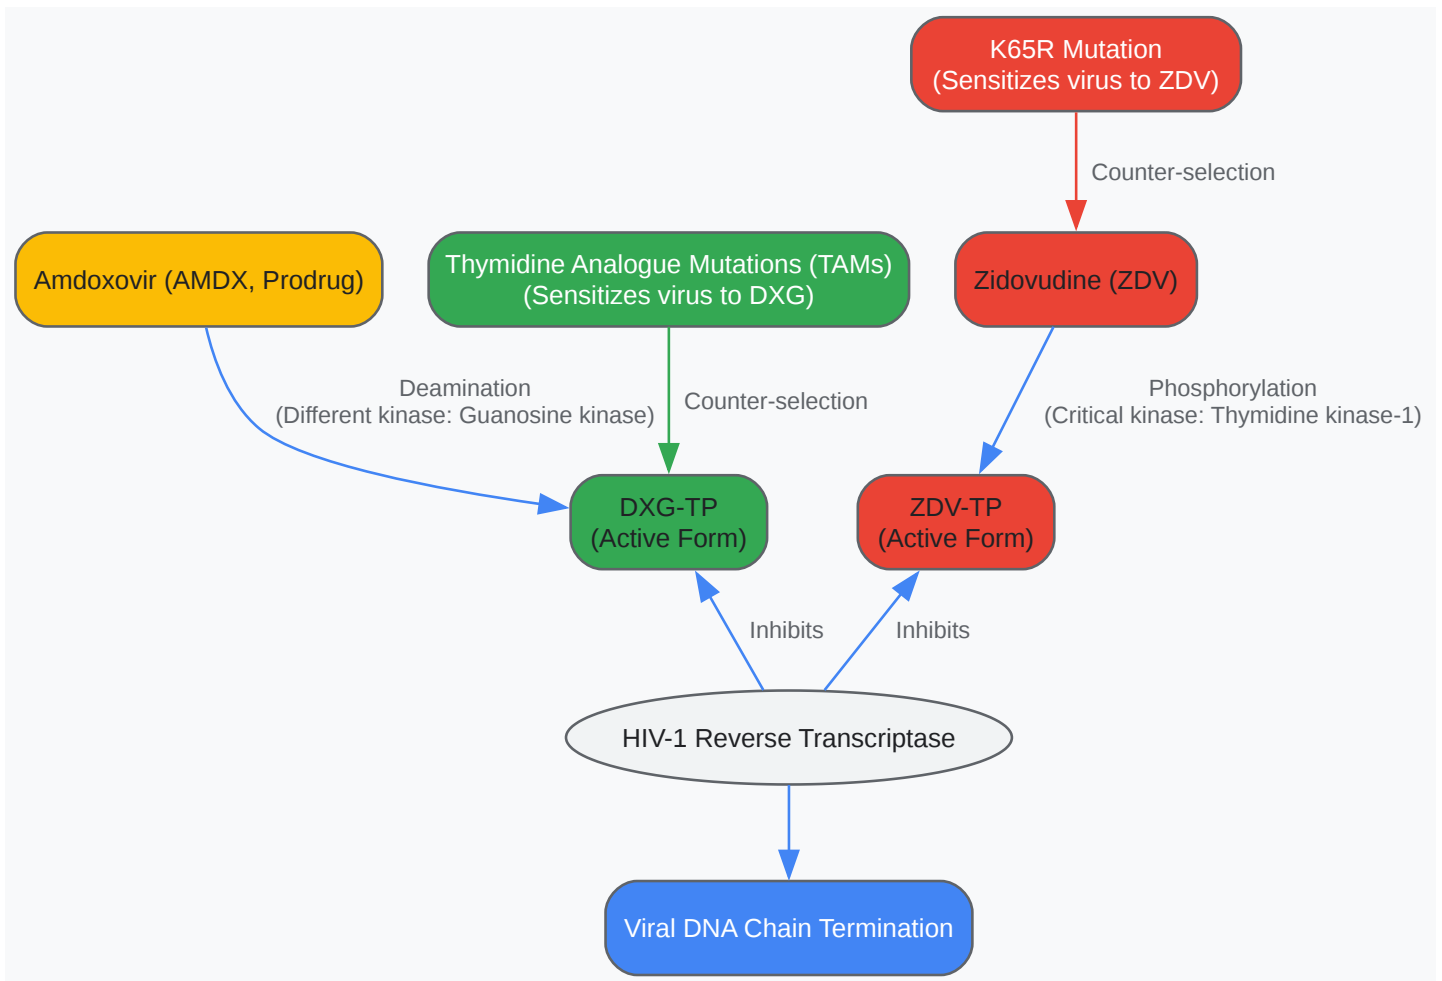 K65R Mutation
(Sensitizes virus to ZDV)
Counter-selection
Amdoxovir (AMDX, Prodrug)
Thymidine Analogue Mutations (TAMs)
(Sensitizes virus to DXG)
Zidovudine (ZDV)
Deamination
(Different kinase: Guanosine kinase)
Counter-selection
Phosphorylation
(Critical kinase: Thymidine kinase-1)
DXG-TP
(Active Form)
ZDV-TP
(Active Form)
Inhibits
Inhibits
HIV-1 Reverse Transcriptase
Viral DNA Chain Termination